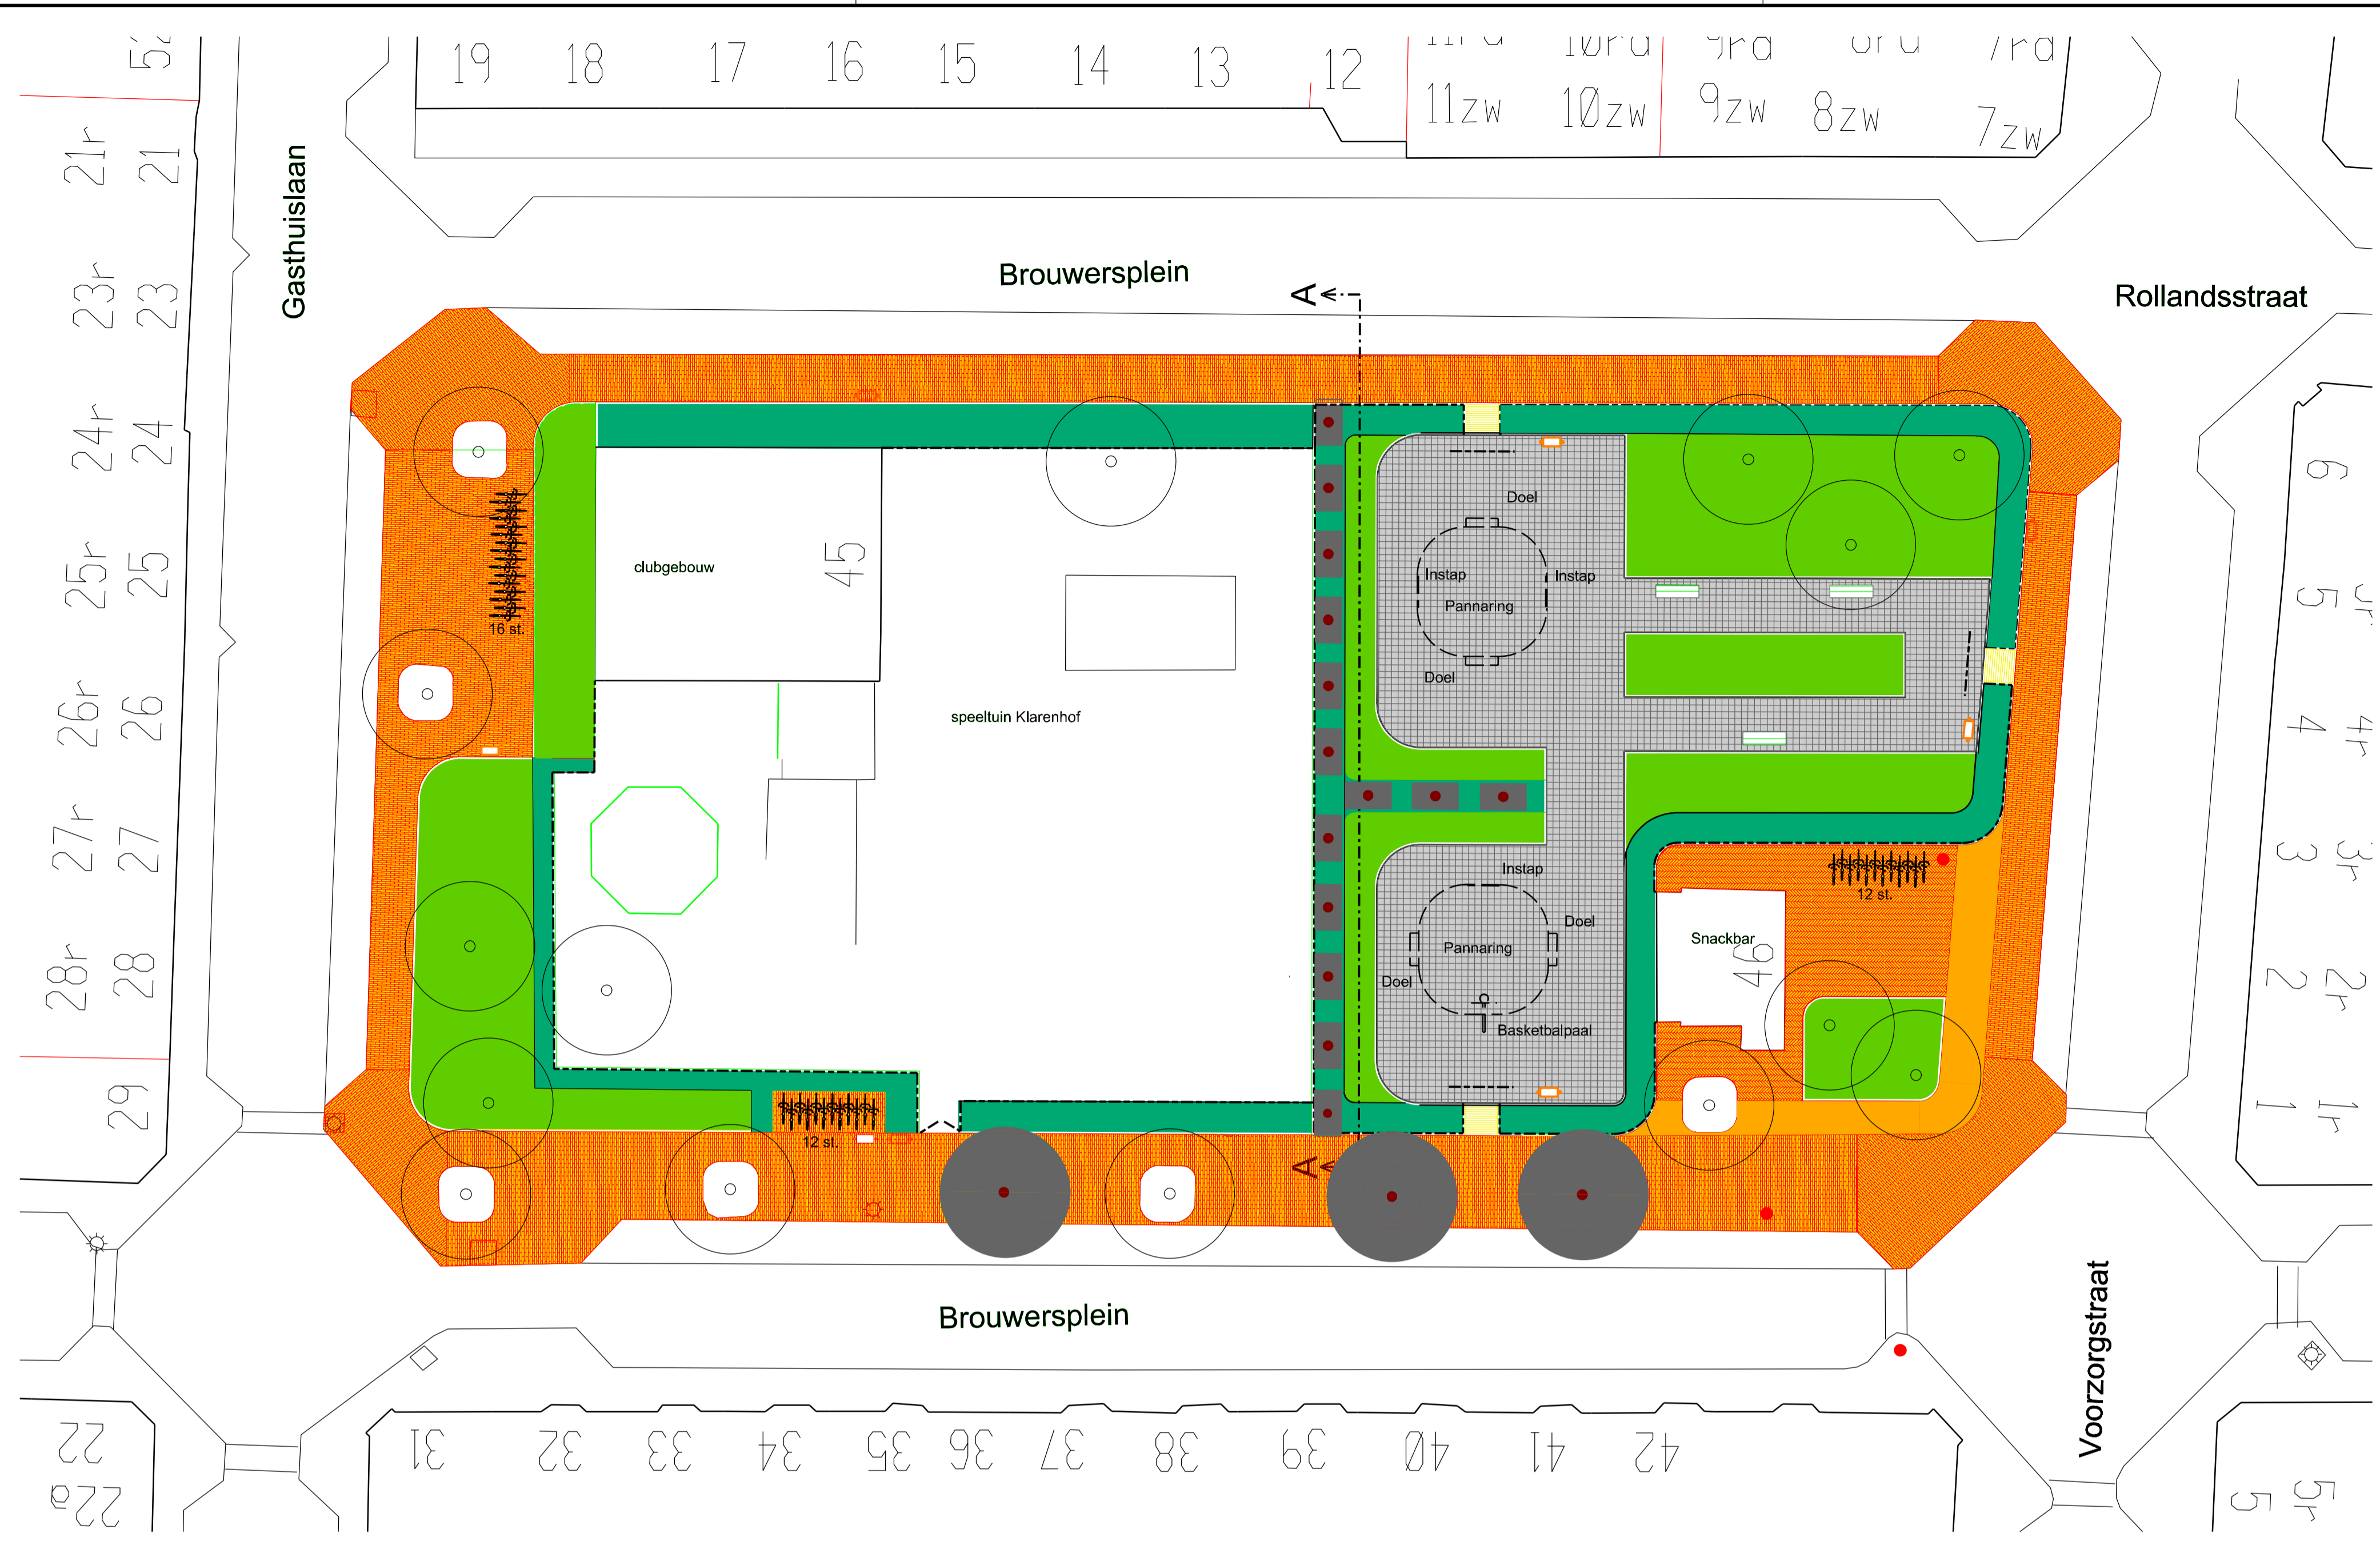 19 18 17 16 15 14 13 12
9rd
7rd
11zw 10zw 9zw 8zw 7zw
21r 21
23r 23
24r 24
25r 25
26r 26
27r 27
28r 28
29
Gasthuislaan
Brouwersplein
A
Rollandsstraat
Doel
clubgebouw
45
Instap
Instap
Pannaring
16 st.
Doel
speeltuin Klarenhof
Instap
12 st.
Doel
Snackbar
46
Pannaring
Doel
Basketbalpaal
12 st.
A
6
5
4 4r
3 3r
2 2r
1 1r
Brouwersplein
Voorzorgstraat
31 32 33 34 35 36 37 38 39 40 41 42
22
22a
5 5r